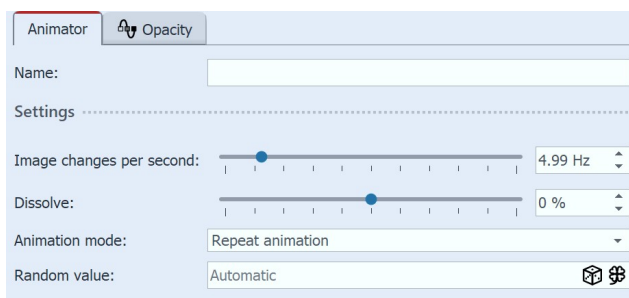 Animator Opacity
Name:
Settings
Image changes per second: 4.99 Hz
Dissolve: 0 %
Animation mode: Repeat animation
Random value: Automatic